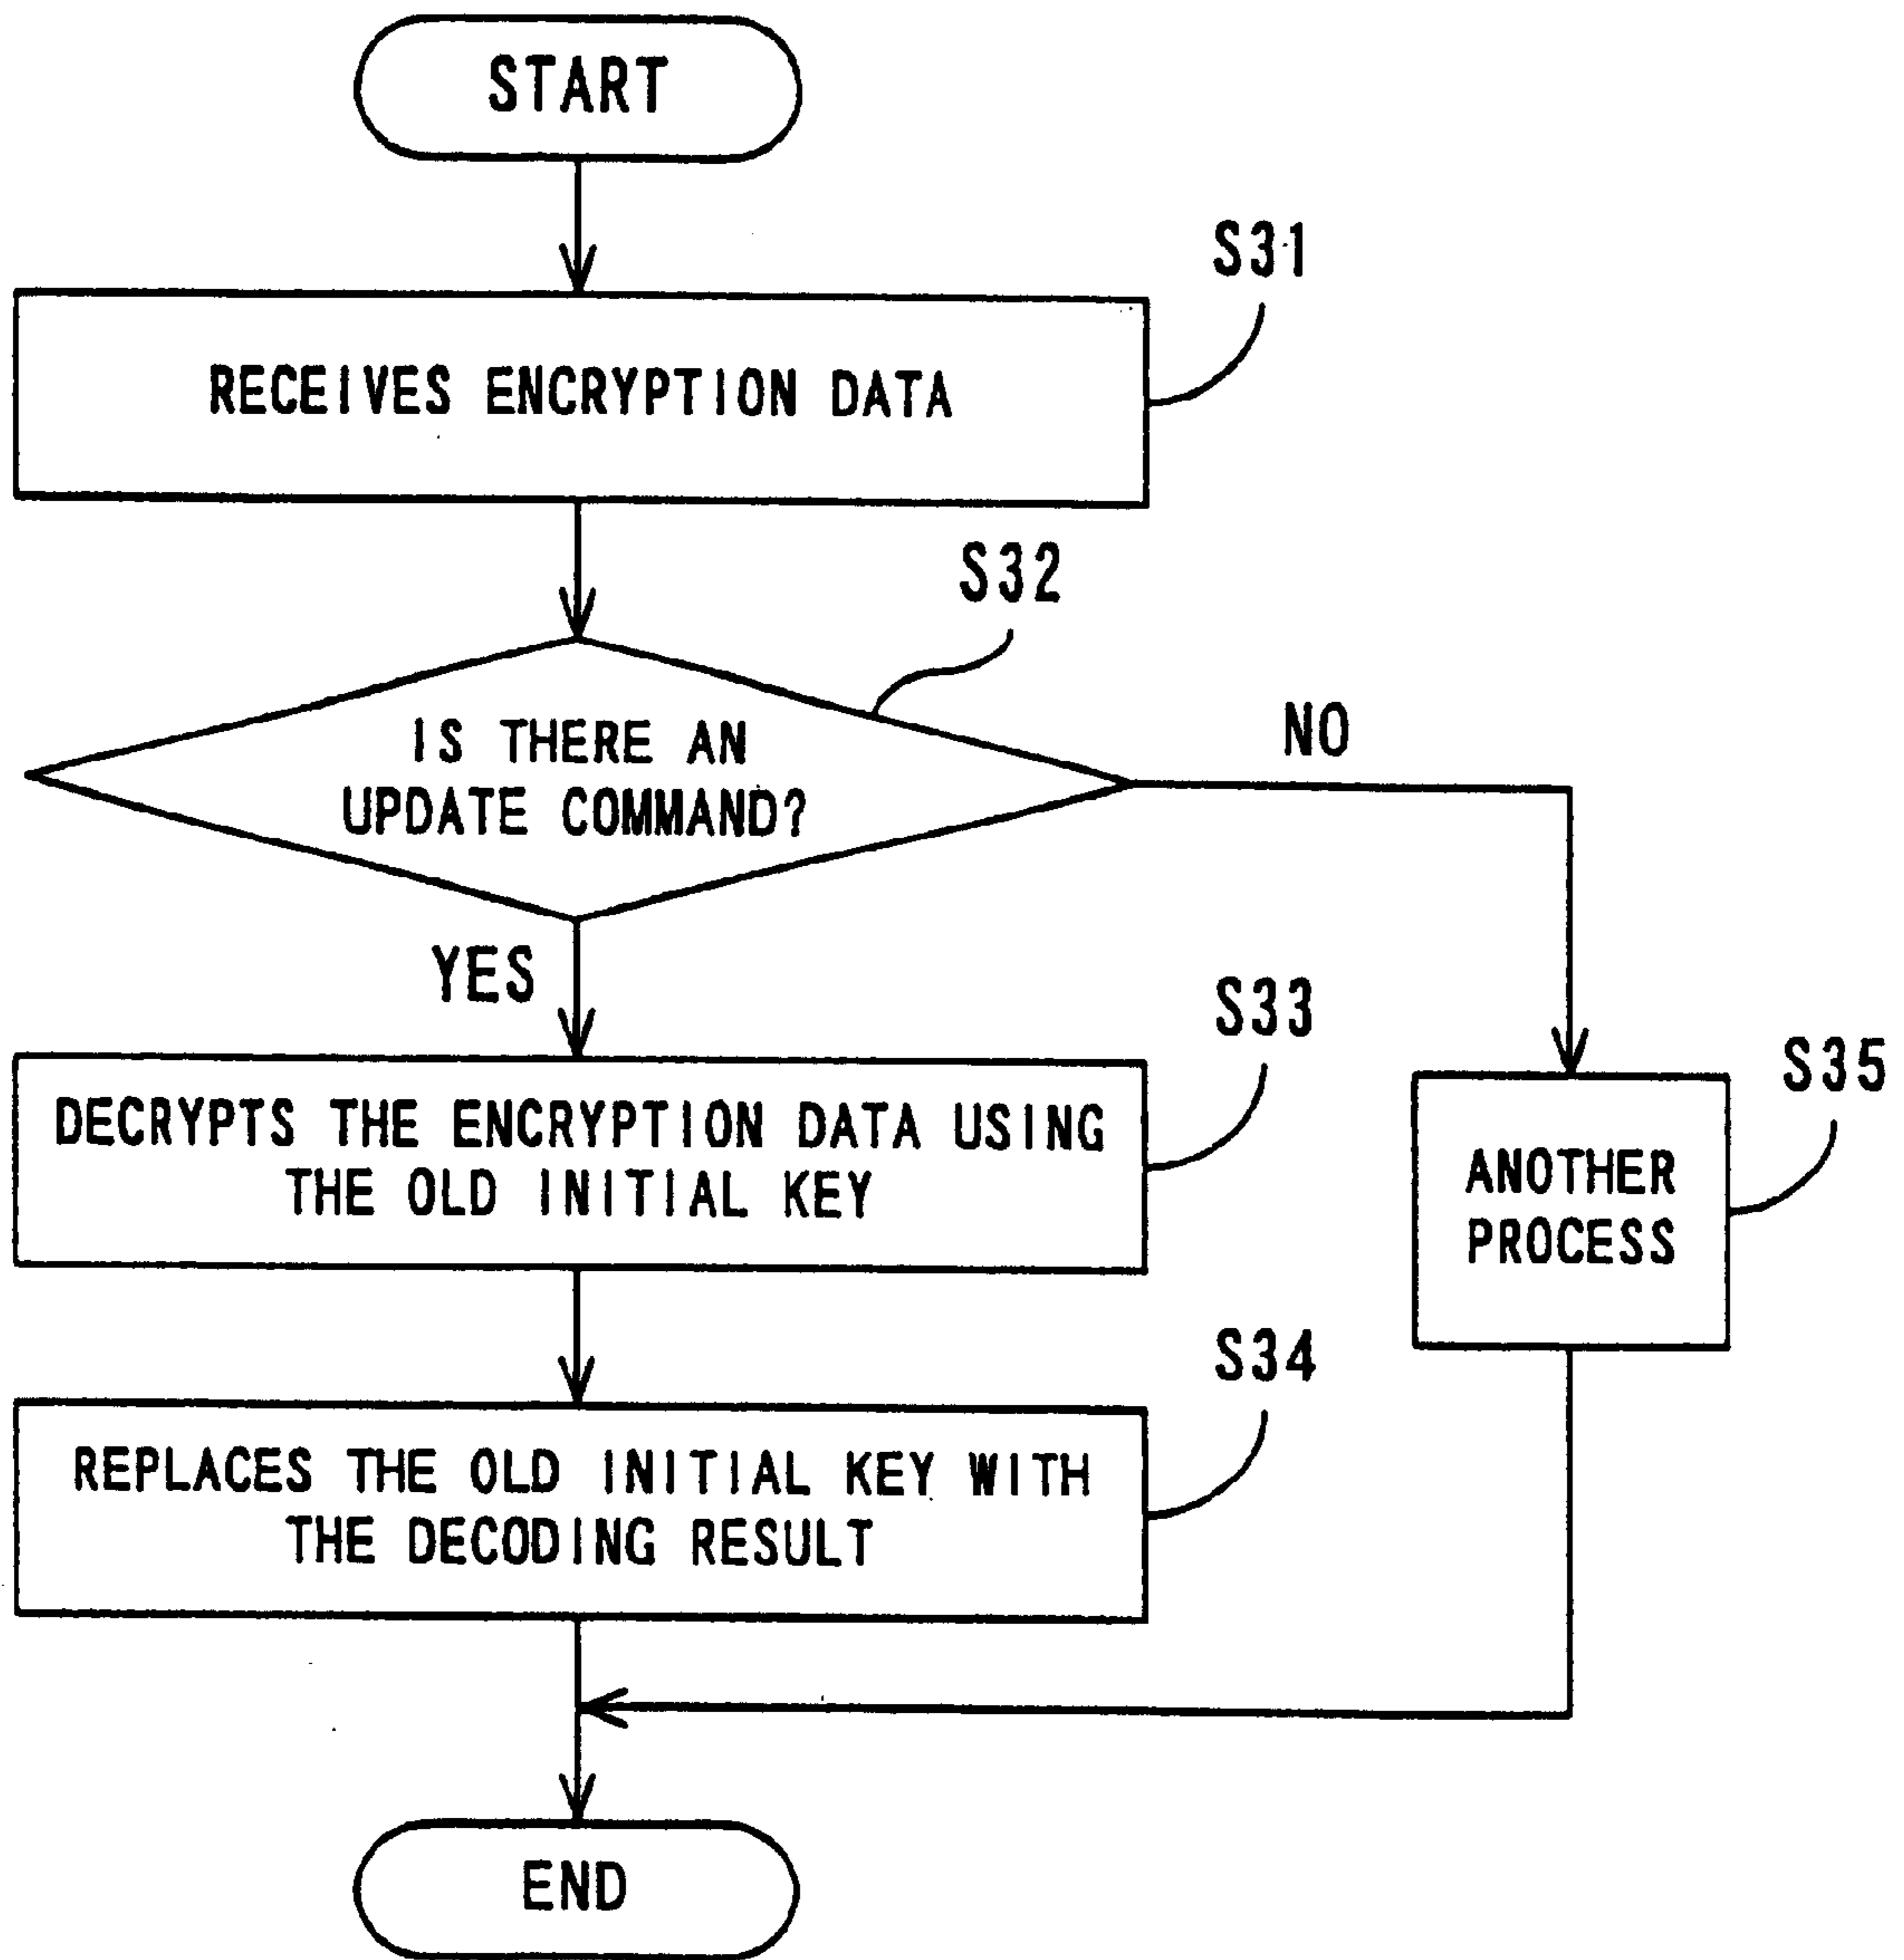 START
S31
RECEIVES ENCRYPTION DATA
S32
IS THERE AN
UPDATE COMMAND?
NO
YES
S33
DECRYPTS THE ENCRYPTION DATA USING
THE OLD INITIAL KEY
S35
ANOTHER
PROCESS
S34
REPLACES THE OLD INITIAL KEY WITH
THE DECODING RESULT
END